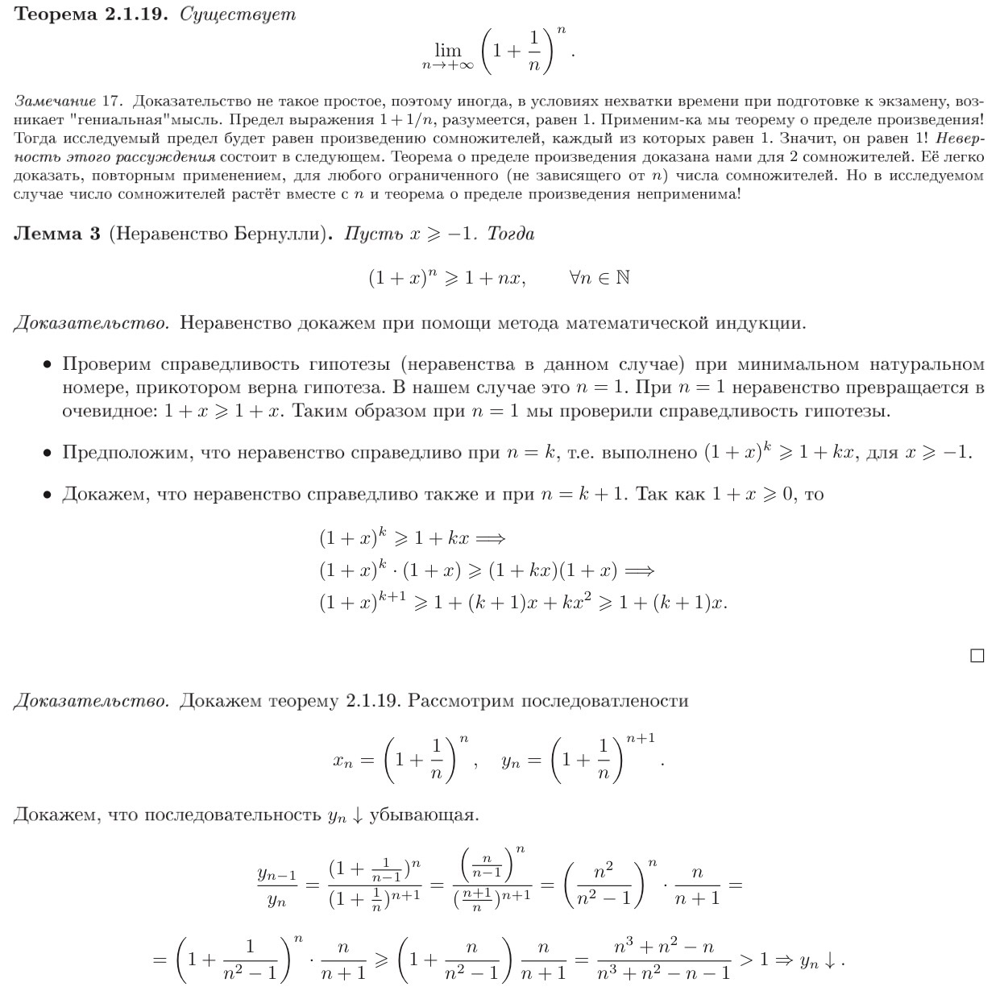 Теорема 2.1.19. Существует
$$\lim_{n\to+\infty}\left(1+\frac{1}{n}\right)^n.$$
Замечание 17. Доказательство не такое простое, поэтому иногда, в условиях нехватки времени при подготовке к экзамену, воз-
никает "гениальная"мысль. Предел выражения 1 + 1/n, разумеется, равен 1. Применим-ка мы теорему о пределе произведения!
Тогда исследуемый предел будет равен произведению сомножителей, каждый из которых равен 1. Значит, он равен 1! Невер-
ность этого рассуждения состоит в следующем. Теорема о пределе произведения доказана нами для 2 сомножителей. Её легко
доказать, повторным применением, для любого ограниченного (не зависящего от n) числа сомножителей. Но в исследуемом
случае число сомножителей растёт вместе с n и теорема о пределе произведения неприменима!
Лемма 3 (Неравенство Бернулли). Пусть x ⩾ −1. Тогда
$$(1+x)^n \geqslant 1+nx, \qquad \forall n \in \mathbb{N}$$
Доказательство. Неравенство докажем при помощи метода математической индукции.
• Проверим справедливость гипотезы (неравенства в данном случае) при минимальном натуральном
номере, прикотором верна гипотеза. В нашем случае это n = 1. При n = 1 неравенство превращается в
очевидное: 1 + x ⩾ 1 + x. Таким образом при n = 1 мы проверили справедливость гипотезы.
• Предположим, что неравенство справедливо при n = k, т.е. выполнено $(1+x)^k \geqslant 1+kx$, для x ⩾ −1.
• Докажем, что неравенство справедливо также и при n = k + 1. Так как 1 + x ⩾ 0, то
$$(1+x)^k \geqslant 1+kx \Longrightarrow$$
$$(1+x)^k \cdot (1+x) \geqslant (1+kx)(1+x) \Longrightarrow$$
$$(1+x)^{k+1} \geqslant 1+(k+1)x+kx^2 \geqslant 1+(k+1)x.$$
□
Доказательство. Докажем теорему 2.1.19. Рассмотрим последоватлености
$$x_n = \left(1+\frac{1}{n}\right)^n, \quad y_n = \left(1+\frac{1}{n}\right)^{n+1}.$$
Докажем, что последовательность $y_n \downarrow$ убывающая.
$$\frac{y_{n-1}}{y_n} = \frac{(1+\frac{1}{n-1})^n}{(1+\frac{1}{n})^{n+1}} = \frac{\left(\frac{n}{n-1}\right)^n}{(\frac{n+1}{n})^{n+1}} = \left(\frac{n^2}{n^2-1}\right)^n \cdot \frac{n}{n+1} =$$
$$= \left(1+\frac{1}{n^2-1}\right)^n \cdot \frac{n}{n+1} \geqslant \left(1+\frac{n}{n^2-1}\right)\frac{n}{n+1} = \frac{n^3+n^2-n}{n^3+n^2-n-1} > 1 \Rightarrow y_n \downarrow.$$